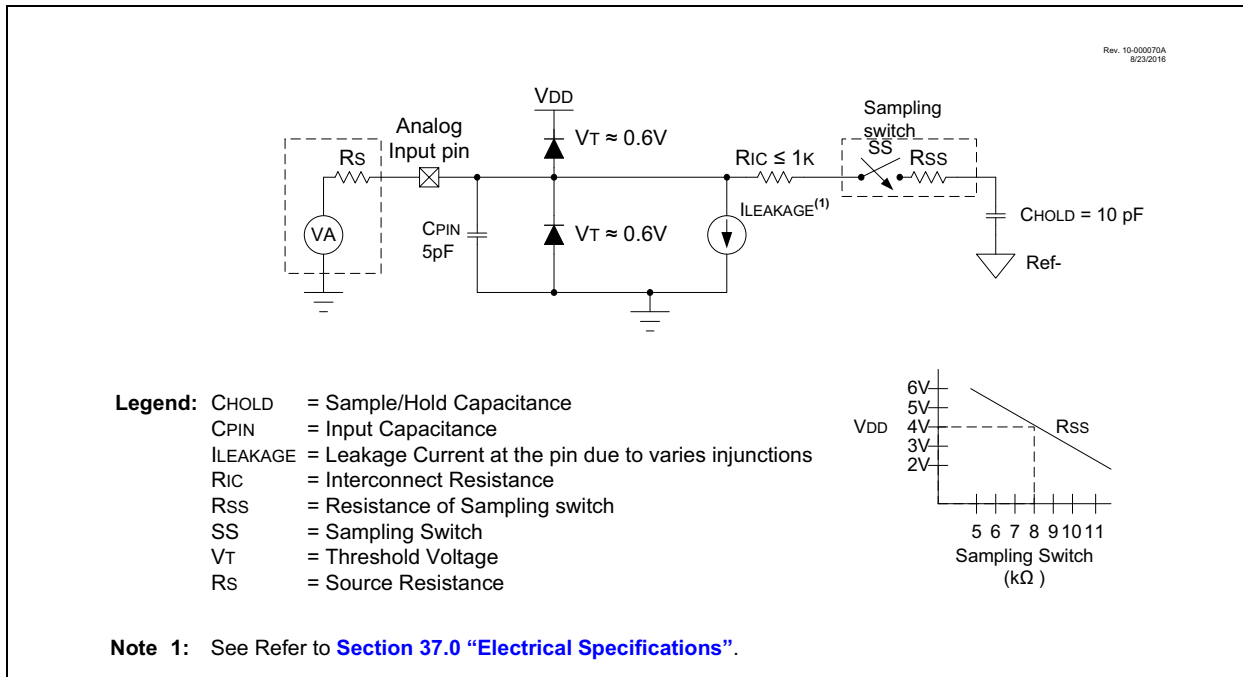 Rev. 10-000070A
8/23/2016
VDD
Sampling
switch
Analog
Input pin
VT ≈ 0.6V
RS
RIC ≤ 1K
SS
RSS
ILEAKAGE(1)
CHOLD = 10 pF
VA
CPIN
5pF
VT ≈ 0.6V
Ref-
Legend: CHOLD = Sample/Hold Capacitance
CPIN = Input Capacitance
ILEAKAGE = Leakage Current at the pin due to varies injunctions
RIC = Interconnect Resistance
RSS = Resistance of Sampling switch
SS = Sampling Switch
VT = Threshold Voltage
RS = Source Resistance
6V
5V
VDD 4V RSS
3V
2V
5 6 7 8 9 10 11
Sampling Switch
(kΩ )
Note 1: See Refer to Section 37.0 “Electrical Specifications”.